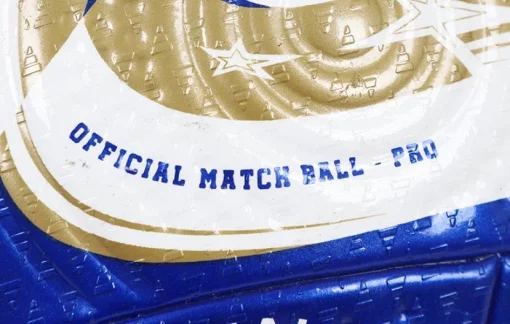 OFFICIAL MATCH BALL - PRO